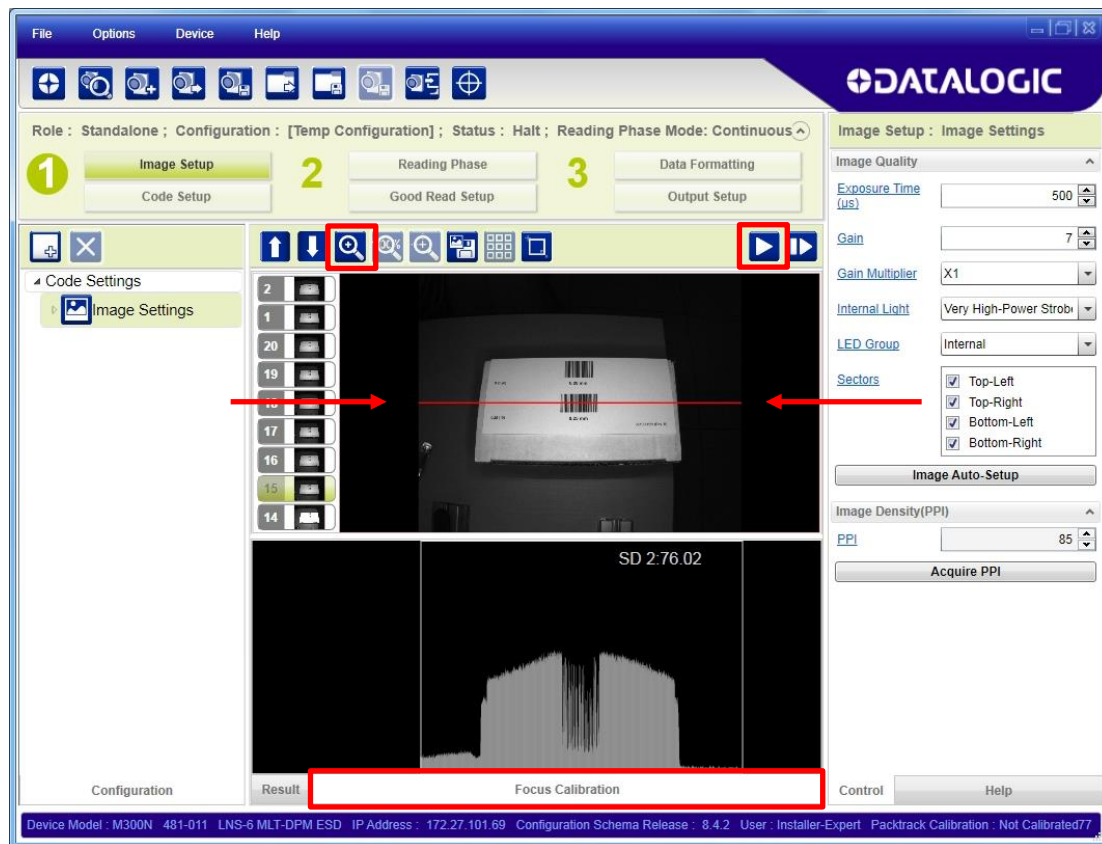 File Options Device Help
DATALOGIC
Role : Standalone ; Configuration : [Temp Configuration] ; Status : Halt ; Reading Phase Mode: Continuous
1 Image Setup 2 Reading Phase 3 Data Formatting
Code Setup Good Read Setup Output Setup
Code Settings
Image Settings
2
1
20
19
18
17
16
15
14
SD 2:76.02
Configuration
Result Focus Calibration
Image Setup : Image Settings
Image Quality
Exposure Time
(µs) 500
Gain 7
Gain Multiplier X1
Internal Light Very High-Power Strob
LED Group Internal
Sectors Top-Left
Top-Right
Bottom-Left
Bottom-Right
Image Auto-Setup
Image Density(PPI)
PPI 85
Acquire PPI
Control Help
Device Model : M300N 481-011 LNS-6 MLT-DPM ESD IP Address : 172.27.101.69 Configuration Schema Release : 8.4.2 User : Installer-Expert Packtrack Calibration : Not Calibrated77